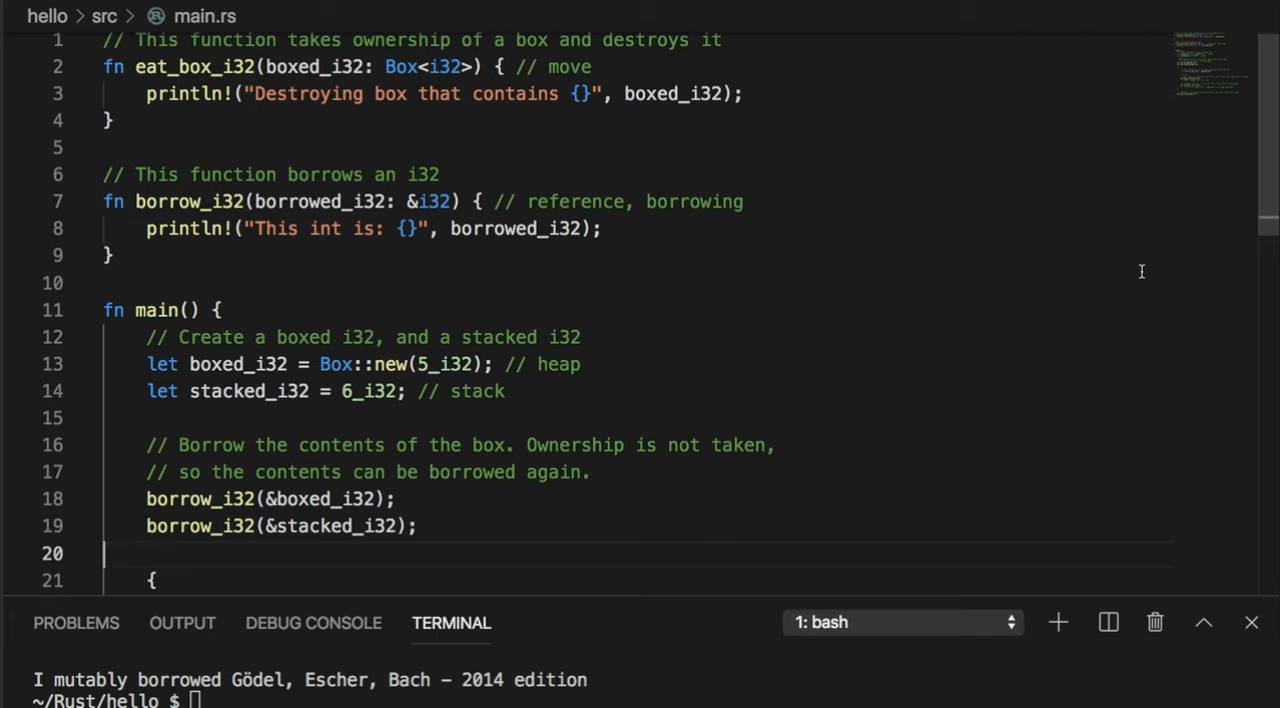 hello > src > main.rs
1 // This function takes ownership of a box and destroys it
2 fn eat_box_i32(boxed_i32: Box<i32>) { // move
3 println!("Destroying box that contains {}", boxed_i32);
4 }
5
6 // This function borrows an i32
7 fn borrow_i32(borrowed_i32: &i32) { // reference, borrowing
8 println!("This int is: {}", borrowed_i32);
9 }
10
11 fn main() {
12 // Create a boxed i32, and a stacked i32
13 let boxed_i32 = Box::new(5_i32); // heap
14 let stacked_i32 = 6_i32; // stack
15
16 // Borrow the contents of the box. Ownership is not taken,
17 // so the contents can be borrowed again.
18 borrow_i32(&boxed_i32);
19 borrow_i32(&stacked_i32);
20
21 {
PROBLEMS OUTPUT DEBUG CONSOLE TERMINAL 1: bash
I mutably borrowed Gödel, Escher, Bach – 2014 edition
~/Rust/hello $